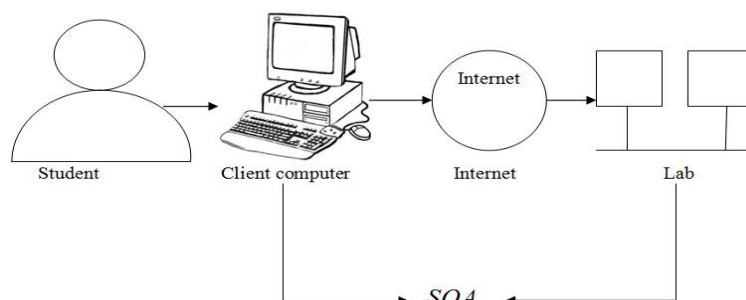 Internet
Student
Client computer
Internet
Lab
SOA